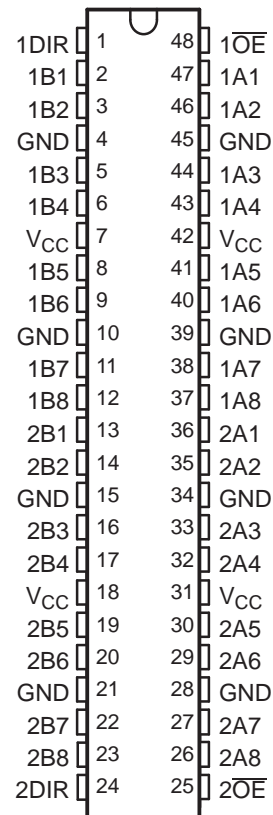 1DIR 1 48 1O̅E̅
1B1 2 47 1A1
1B2 3 46 1A2
GND 4 45 GND
1B3 5 44 1A3
1B4 6 43 1A4
VCC 7 42 VCC
1B5 8 41 1A5
1B6 9 40 1A6
GND 10 39 GND
1B7 11 38 1A7
1B8 12 37 1A8
2B1 13 36 2A1
2B2 14 35 2A2
GND 15 34 GND
2B3 16 33 2A3
2B4 17 32 2A4
VCC 18 31 VCC
2B5 19 30 2A5
2B6 20 29 2A6
GND 21 28 GND
2B7 22 27 2A7
2B8 23 26 2A8
2DIR 24 25 2O̅E̅